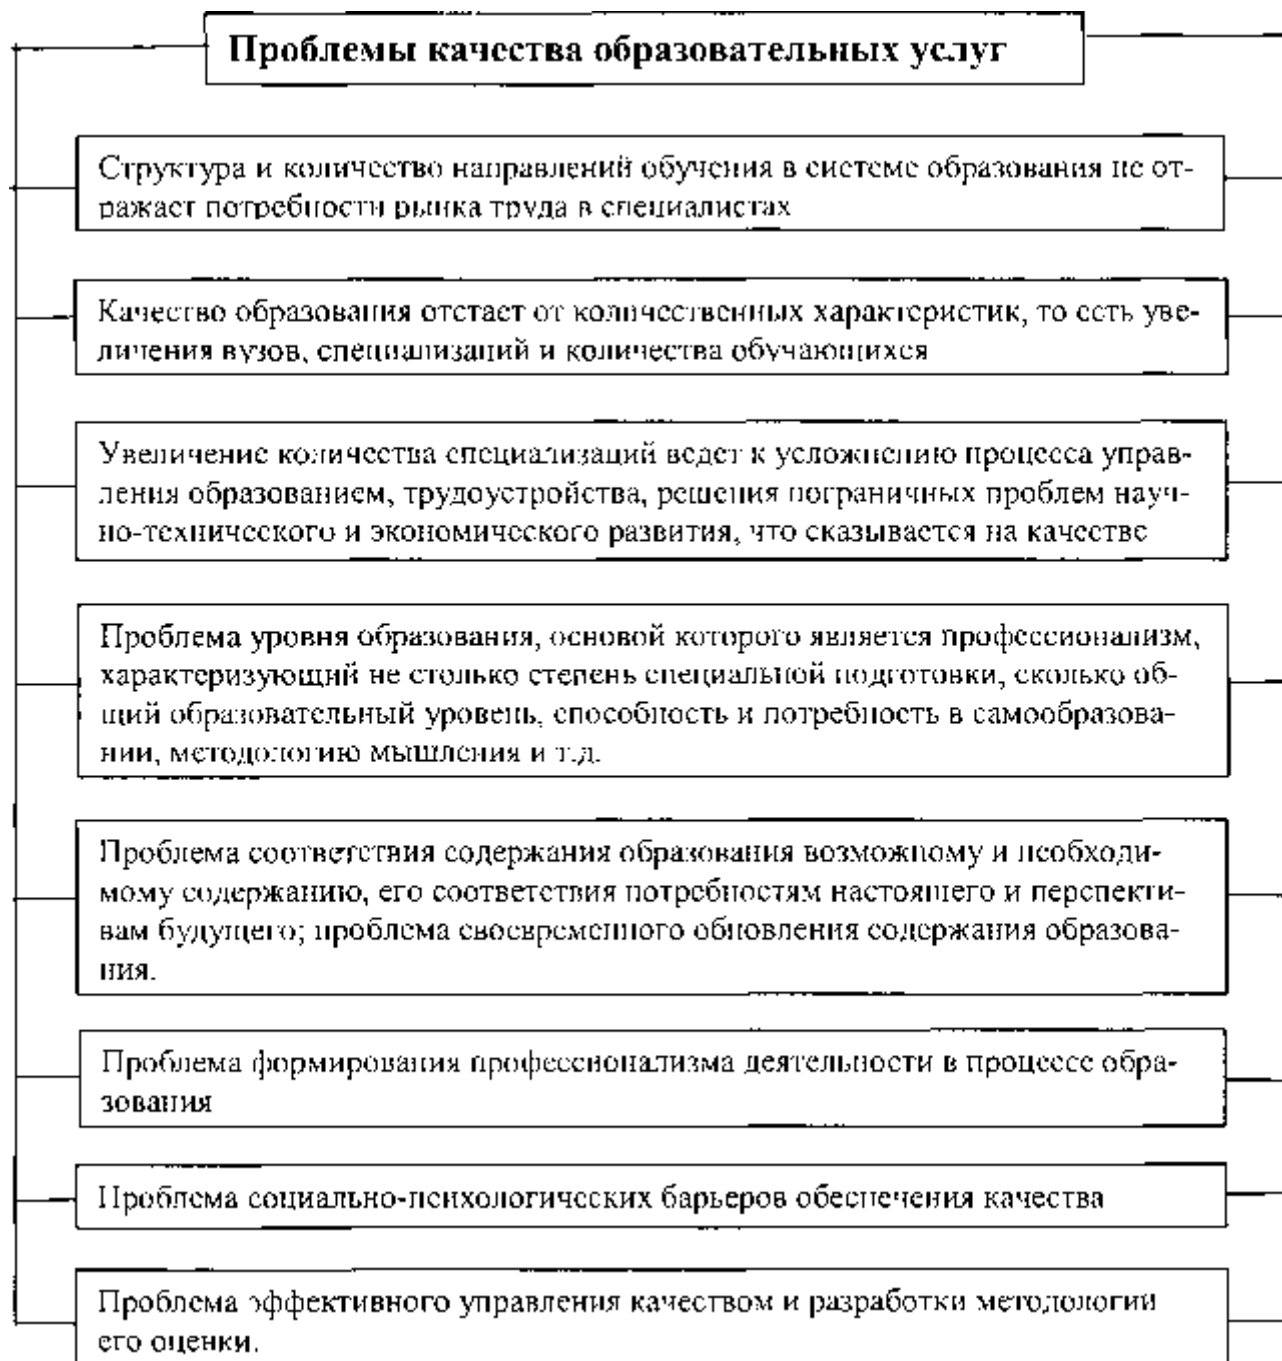 Проблемы качества образовательных услуг
Структура и количество направлений обучения в системе образования не от-
ражает потребности рынка труда в специалистах
Качество образования отстает от количественных характеристик, то есть уве-
личения вузов, специализаций и количества обучающихся
Увеличение количества специализаций ведет к усложнению процесса управ-
ления образованием, трудоустройства, решения пограничных проблем науч-
но-технического и экономического развития, что сказывается на качестве
Проблема уровня образования, основой которого является профессионализм,
характеризующий не столько степень специальной подготовки, сколько об-
щий образовательный уровень, способность и потребность в самообразова-
нии, методологию мышления и т.д.
Проблема соответствия содержания образования возможному и необходи-
мому содержанию, его соответствия потребностям настоящего и перспекти-
вам будущего; проблема своевременного обновления содержания образова-
ния.
Проблема формирования профессионализма деятельности в процессе обра-
зования
Проблема социально-психологических барьеров обеспечения качества
Проблема эффективного управления качеством и разработки методологии
его оценки.